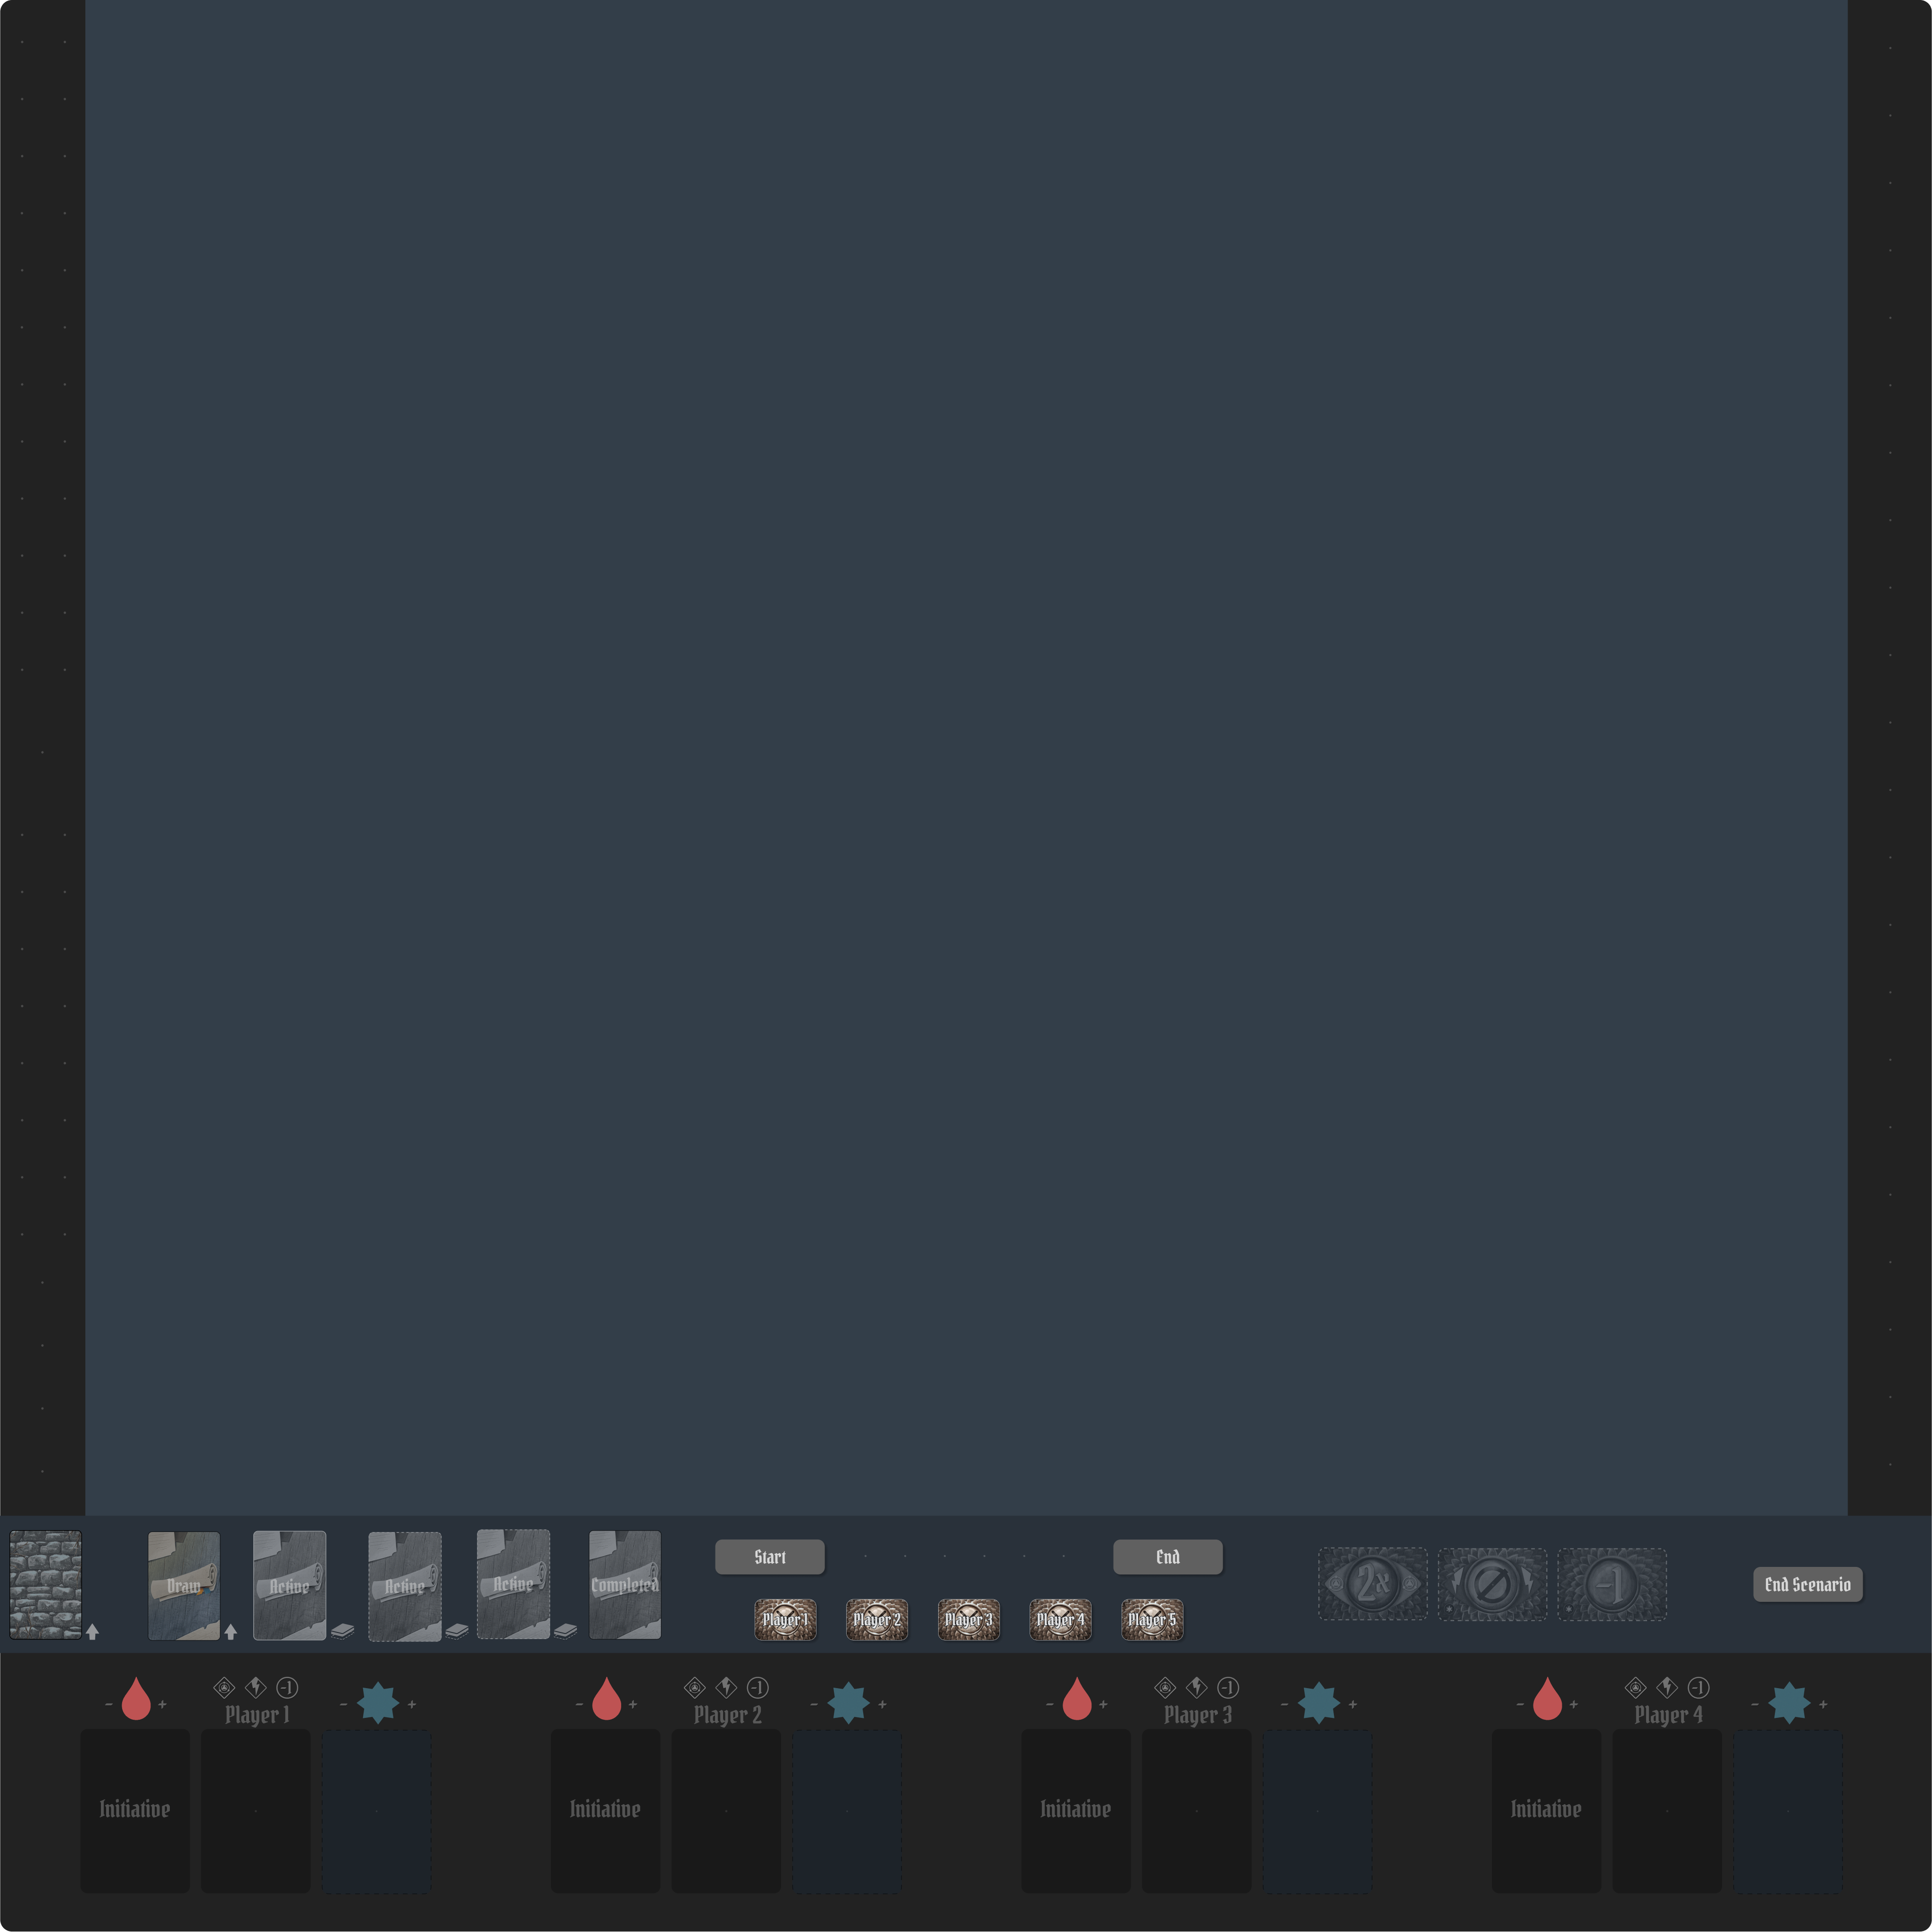 Start
End
Draw
Active
Active
Active
Completed
2x
-1
End Scenario
Player 1
Player 2
Player 3
Player 4
Player 5
- + -1 - +
- + -1 - +
- + -1 - +
- + -1 - +
Player 1
Player 2
Player 3
Player 4
Initiative
Initiative
Initiative
Initiative